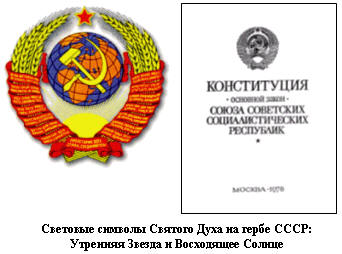 КОНСТИТУЦИЯ
• ОСНОВНОЙ ЗАКОН •
СОЮЗА СОВЕТСКИХ
СОЦИАЛИСТИЧЕСКИХ
РЕСПУБЛИК
МОСКВА - 1978
Световые символы Святого Духа на гербе СССР:
Утренняя Звезда и Восходящее Солнце